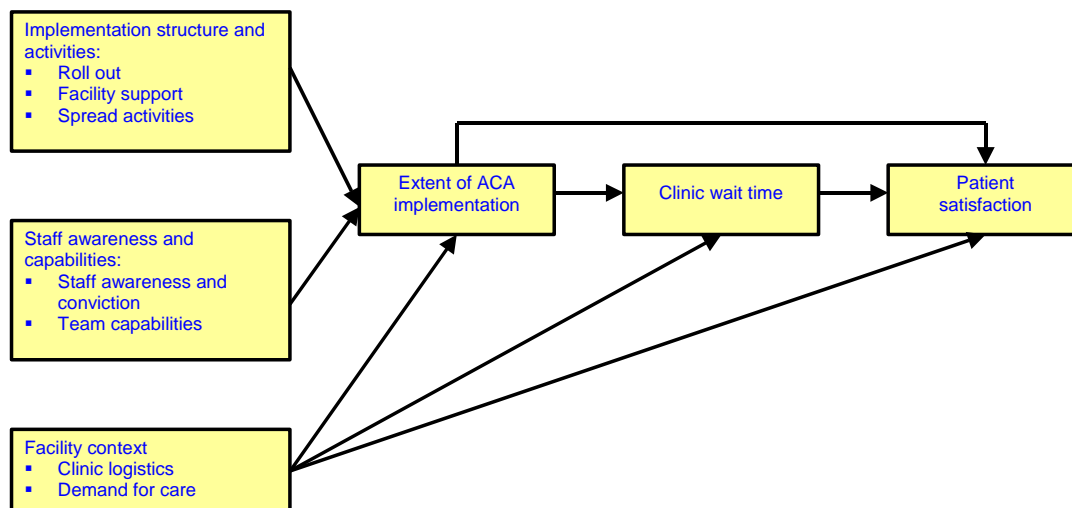 Implementation structure and
activities:
▪ Roll out
▪ Facility support
▪ Spread activities
Extent of ACA
implementation
Clinic wait time
Patient
satisfaction
Staff awareness and
capabilities:
▪ Staff awareness and
conviction
▪ Team capabilities
Facility context
▪ Clinic logistics
▪ Demand for care